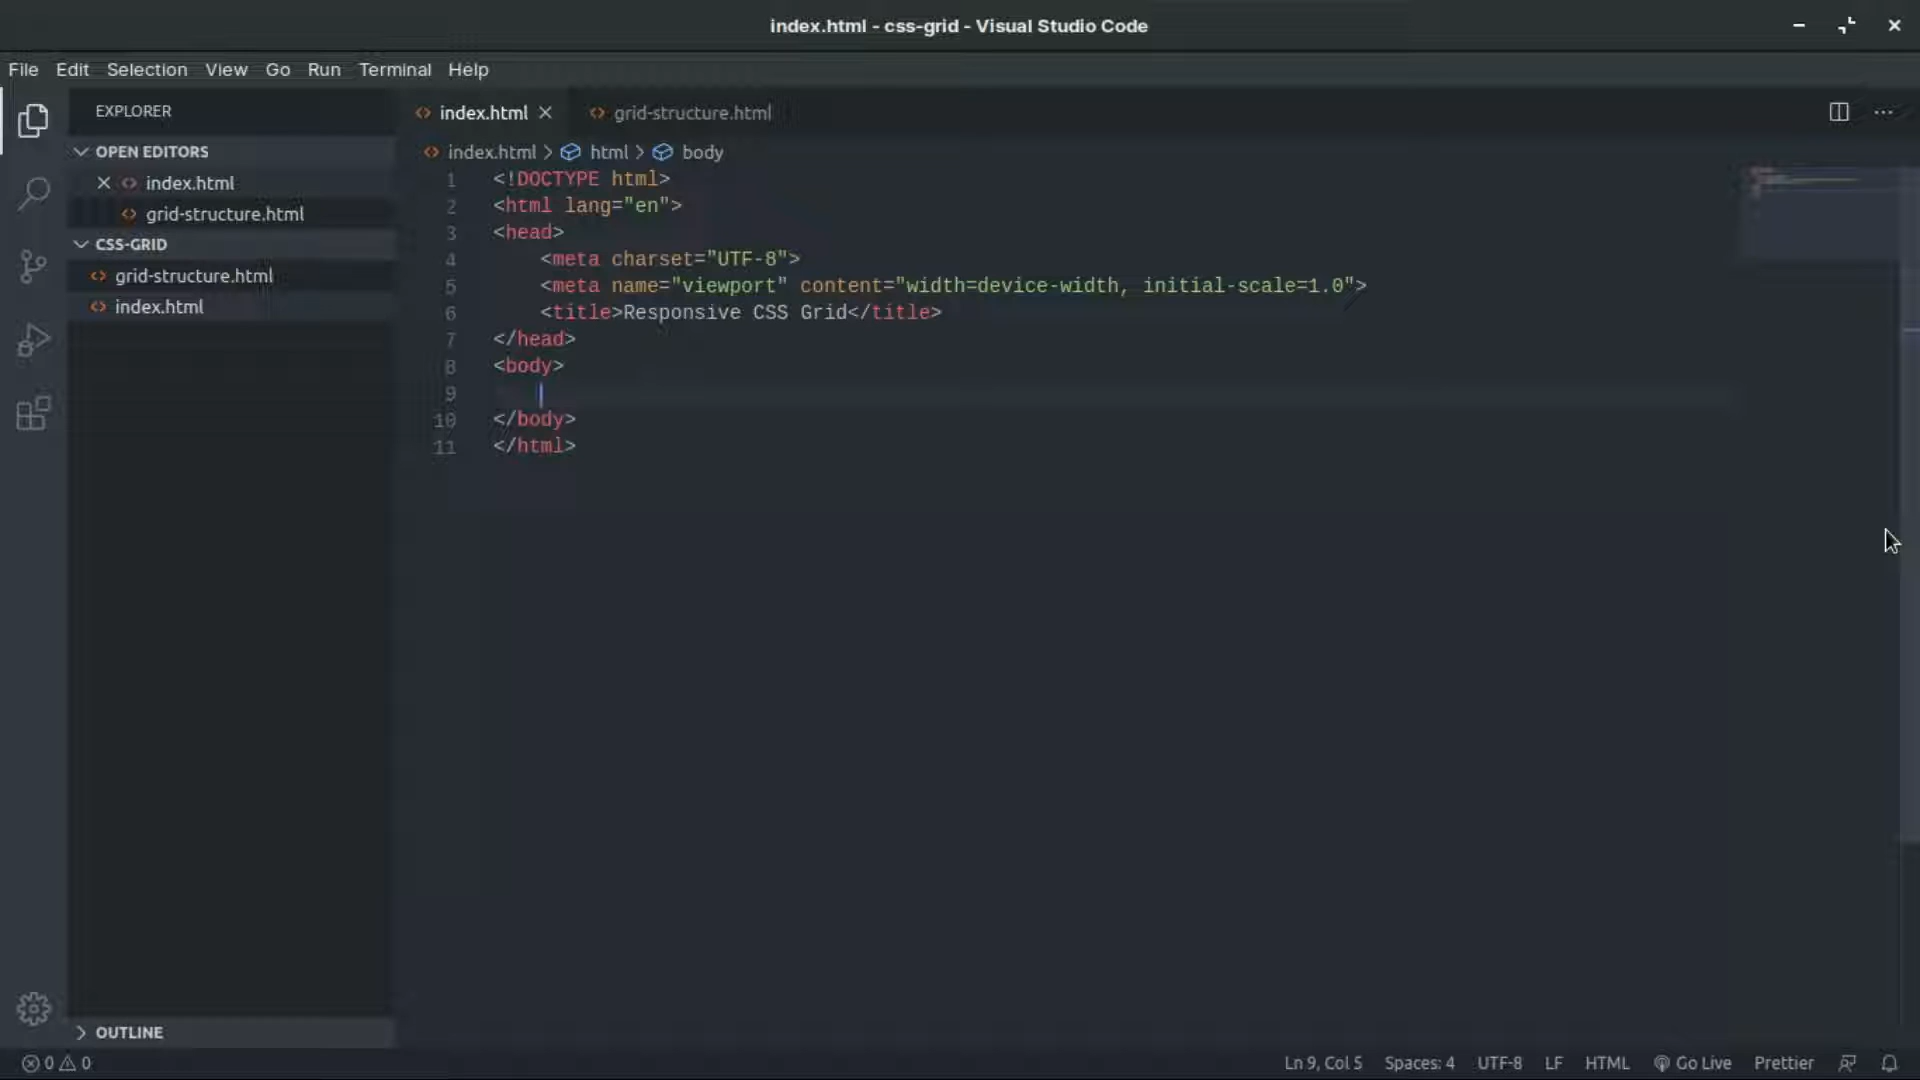 index.html - css-grid - Visual Studio Code
File Edit Selection View Go Run Terminal Help
EXPLORER
OPEN EDITORS
index.html
grid-structure.html
CSS-GRID
grid-structure.html
index.html
OUTLINE
index.html grid-structure.html
index.html > html > body
1 <!DOCTYPE html>
2 <html lang="en">
3 <head>
4 <meta charset="UTF-8">
5 <meta name="viewport" content="width=device-width, initial-scale=1.0">
6 <title>Responsive CSS Grid</title>
7 </head>
8 <body>
9
10 </body>
11 </html>
0 0 Ln 9, Col 5 Spaces: 4 UTF-8 LF HTML Go Live Prettier